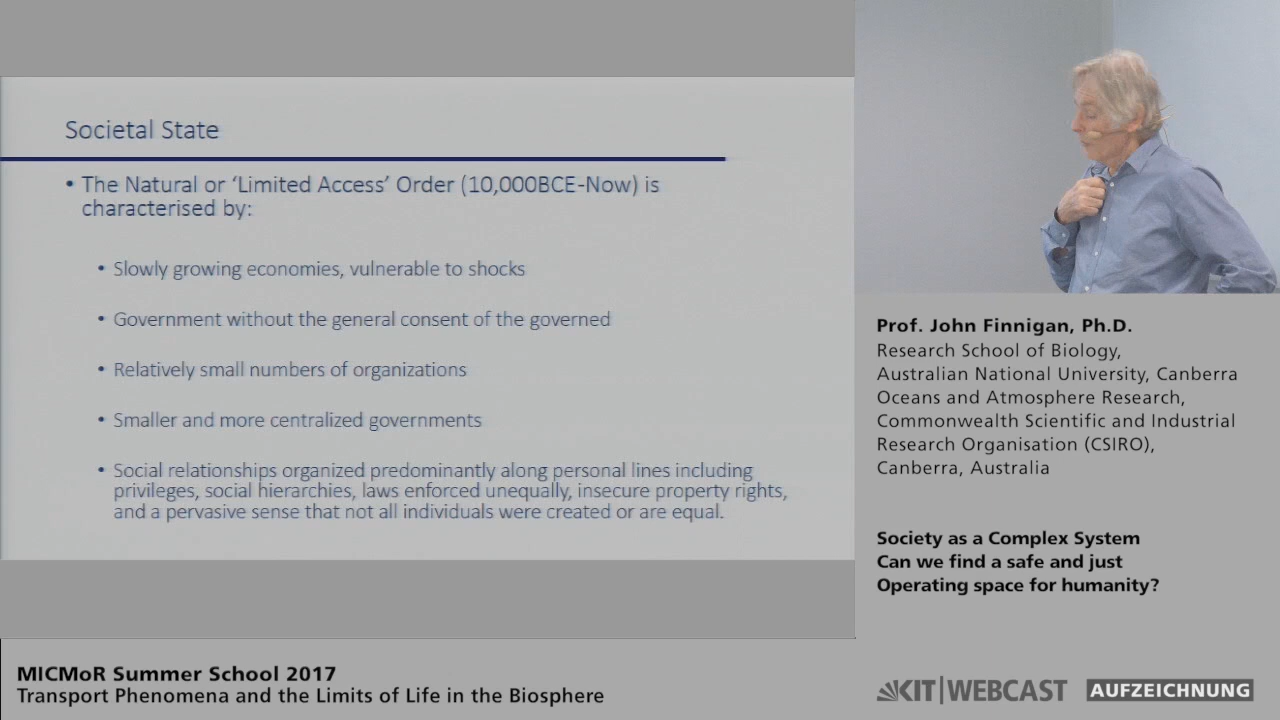 Societal State
• The Natural or ‘Limited Access’ Order (10,000BCE-Now) is
characterised by:
• Slowly growing economies, vulnerable to shocks
• Government without the general consent of the governed
• Relatively small numbers of organizations
• Smaller and more centralized governments
• Social relationships organized predominantly along personal lines including
privileges, social hierarchies, laws enforced unequally, insecure property rights,
and a pervasive sense that not all individuals were created or are equal.
Prof. John Finnigan, Ph.D.
Research School of Biology,
Australian National University, Canberra
Oceans and Atmosphere Research,
Commonwealth Scientific and Industrial
Research Organisation (CSIRO),
Canberra, Australia
Society as a Complex System
Can we find a safe and just
Operating space for humanity?
MICMoR Summer School 2017
Transport Phenomena and the Limits of Life in the Biosphere
KIT|WEBCAST AUFZEICHNUNG